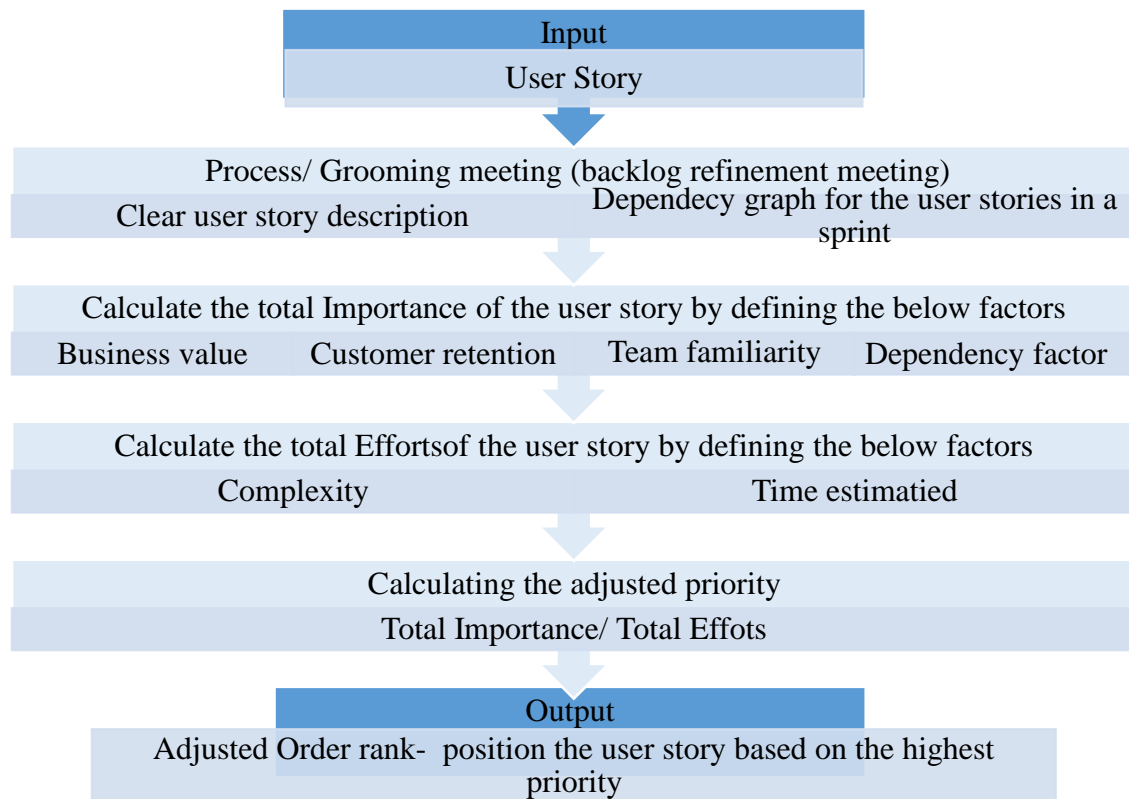 Input
User Story
Process/ Grooming meeting (backlog refinement meeting)
Clear user story description
Dependecy graph for the user stories in a
sprint
Calculate the total Importance of the user story by defining the below factors
Business value
Customer retention
Team familiarity
Dependency factor
Calculate the total Effortsof the user story by defining the below factors
Complexity
Time estimatied
Calculating the adjusted priority
Total Importance/ Total Effots
Output
Adjusted Order rank- position the user story based on the highest
priority